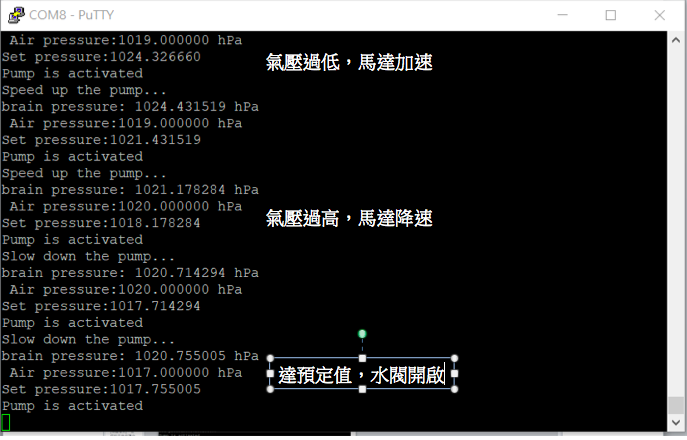 COM8 - PuTTY
Air pressure:1019.000000 hPa
Set pressure:1024.326660
氣壓過低，馬達加速
Pump is activated
Speed up the pump...
brain pressure: 1024.431519 hPa
Air pressure:1019.000000 hPa
Set pressure:1021.431519
Pump is activated
Speed up the pump...
brain pressure: 1021.178284 hPa
Air pressure:1020.000000 hPa
Set pressure:1018.178284
氣壓過高，馬達降速
Pump is activated
Slow down the pump...
brain pressure: 1020.714294 hPa
Air pressure:1020.000000 hPa
Set pressure:1017.714294
Pump is activated
Slow down the pump...
brain pressure: 1020.755005 hPa
Air pressure:1017.000000 hPa
達預定值，水閥開啟
Set pressure:1017.755005
Pump is activated